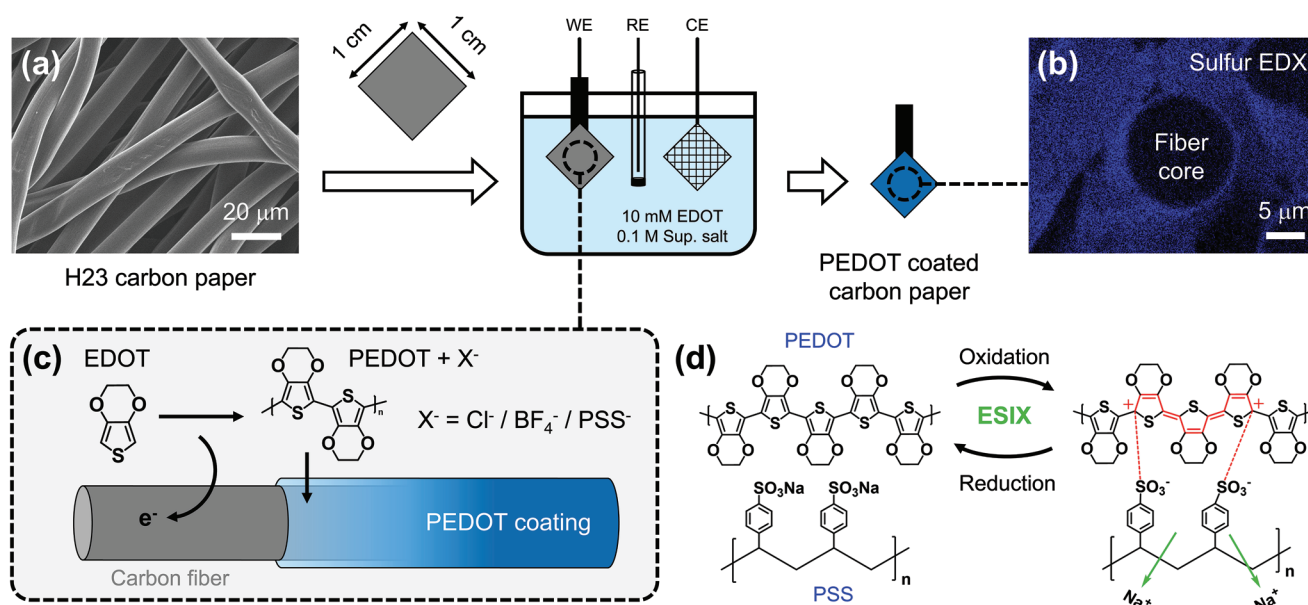 (a)
20 μm
H23 carbon paper
1 cm
1 cm
WE
RE
CE
10 mM EDOT
0.1 M Sup. salt
PEDOT coated
carbon paper
(b)
Sulfur EDX
Fiber
core
5 μm
(c)
EDOT
O
O
S
PEDOT + X⁻
O
O
S
n
S
O
O
X⁻ = Cl⁻ / BF₄⁻ / PSS⁻
e⁻
PEDOT coating
Carbon fiber
(d)
PEDOT
O O
O O
S
S
S
S
S
O O
O O
O O
SO₃Na
SO₃Na
n
PSS
Oxidation
ESIX
Reduction
O O
O O
+
+
S
S
S
S
S
O O
O O
O O
SO₃⁻
SO₃⁻
n
Na⁺
Na⁺